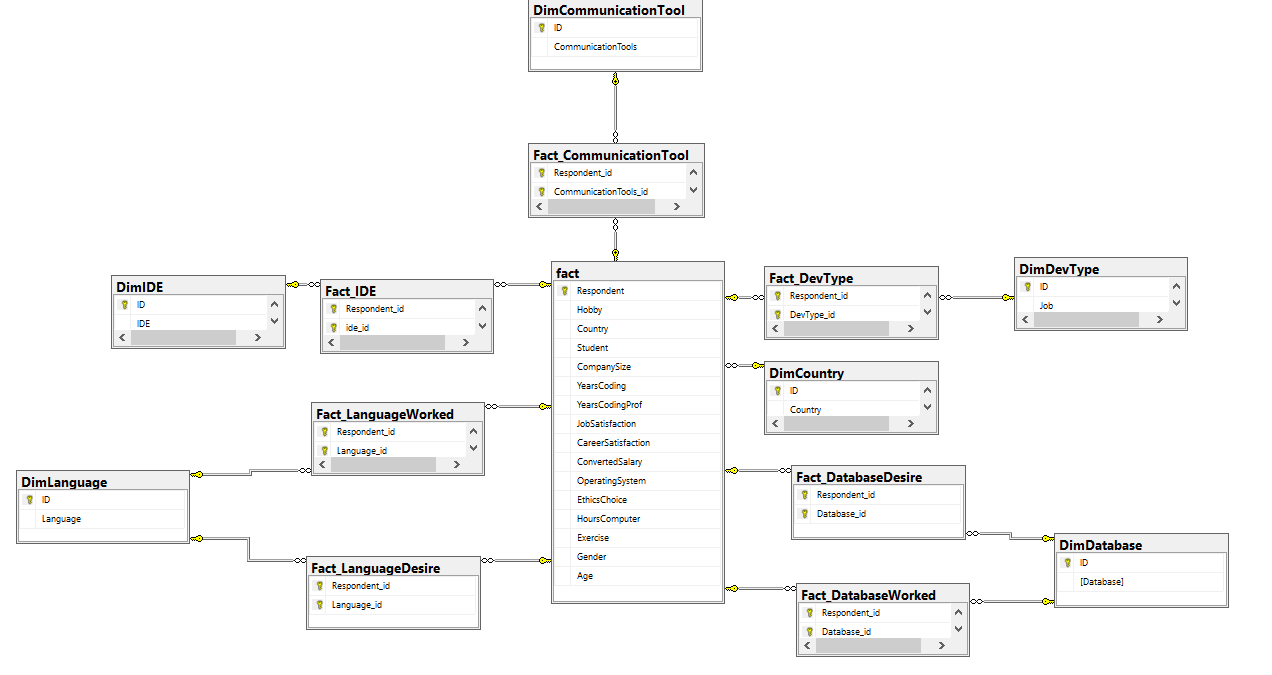 DimCommunicationTool
ID
CommunicationTools
Fact_CommunicationTool
Respondent_id
CommunicationTools_id
DimIDE
ID
IDE
Fact_IDE
Respondent_id
ide_id
fact
Respondent
Hobby
Country
Student
CompanySize
YearsCoding
YearsCodingProf
JobSatisfaction
CareerSatisfaction
ConvertedSalary
OperatingSystem
EthicsChoice
HoursComputer
Exercise
Gender
Age
Fact_DevType
Respondent_id
DevType_id
DimDevType
ID
Job
DimCountry
ID
Country
Fact_LanguageWorked
Respondent_id
Language_id
DimLanguage
ID
Language
Fact_LanguageDesire
Respondent_id
Language_id
Fact_DatabaseDesire
Respondent_id
Database_id
DimDatabase
ID
[Database]
Fact_DatabaseWorked
Respondent_id
Database_id